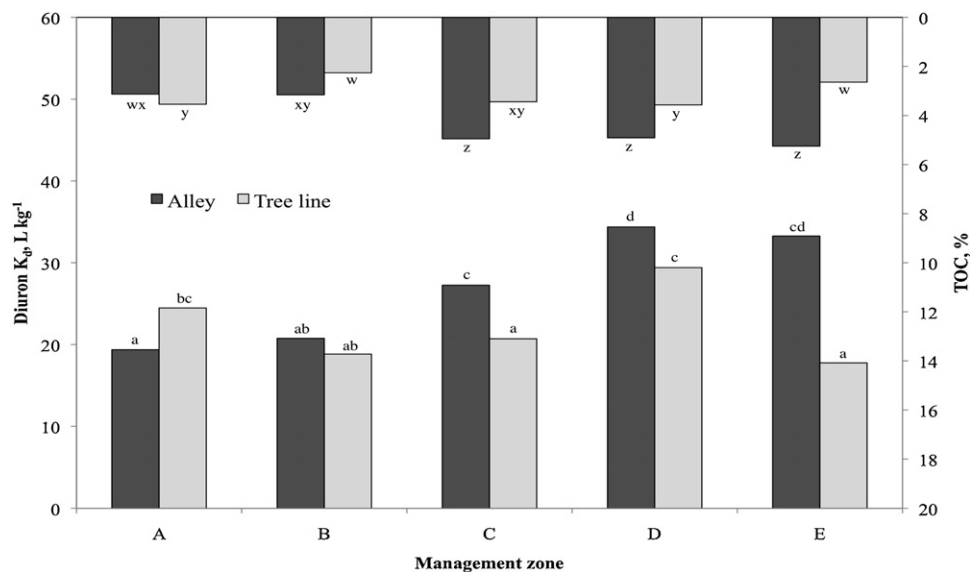 60
50
40
30
20
10
0
Diuron Kd, L kg-1
0
2
4
6
8
10
12
14
16
18
20
TOC, %
wx
y
xy
w
z
xy
z
y
z
w
Alley
Tree line
a
bc
ab
ab
c
a
d
c
cd
a
A
B
C
D
E
Management zone